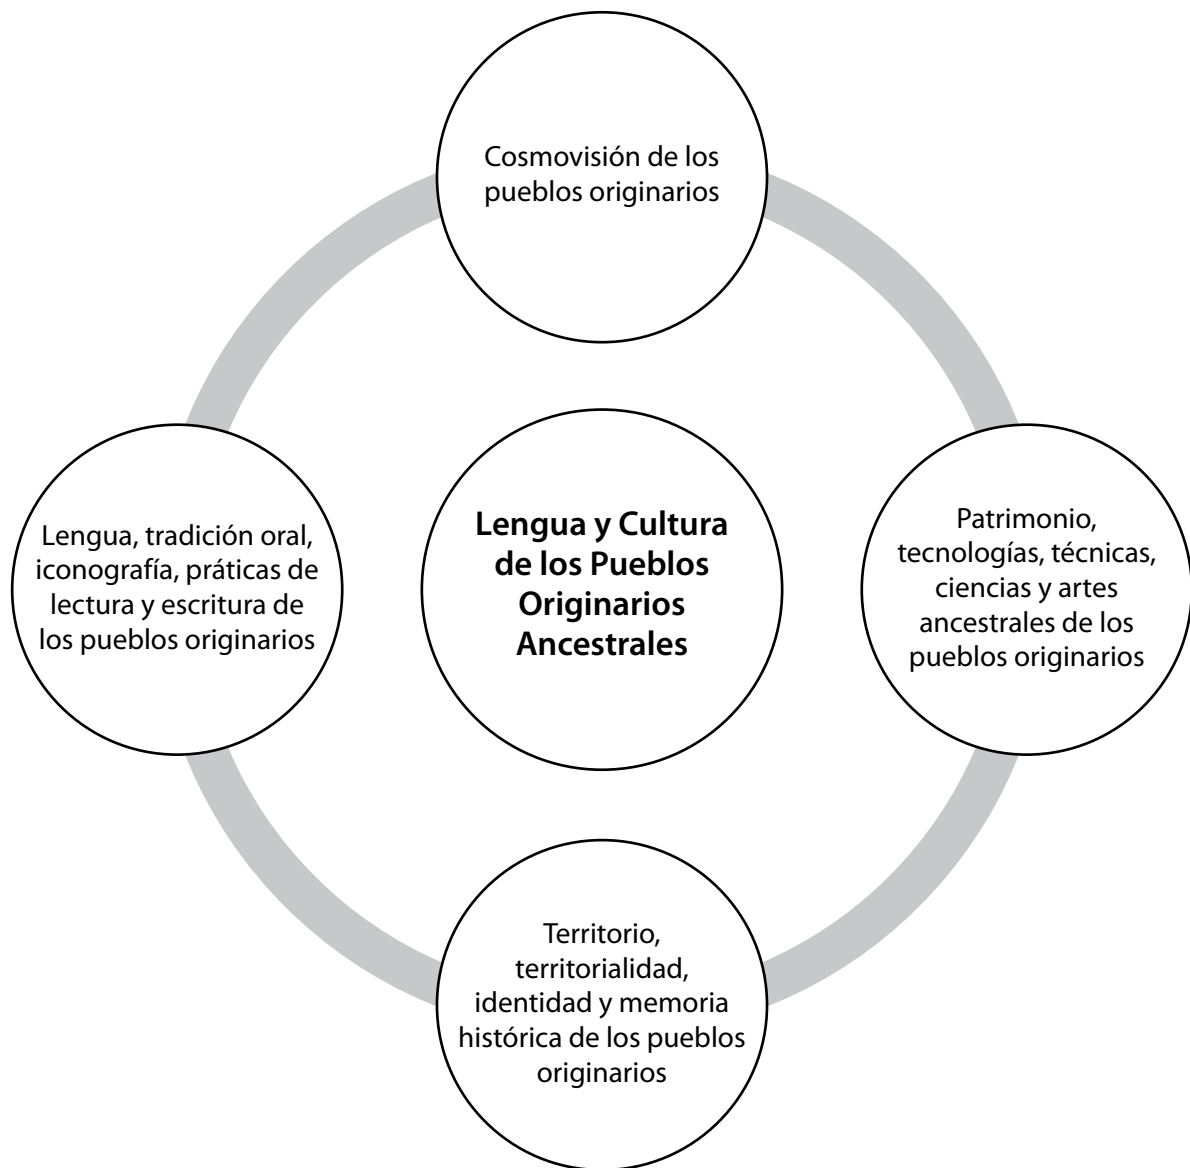 Cosmovisión de los
pueblos originarios
Lengua, tradición oral,
iconografía, práticas de
lectura y escritura de
los pueblos originarios
Lengua y Cultura
de los Pueblos
Originarios
Ancestrales
Patrimonio,
tecnologías, técnicas,
ciencias y artes
ancestrales de los
pueblos originarios
Territorio,
territorialidad,
identidad y memoria
histórica de los pueblos
originarios